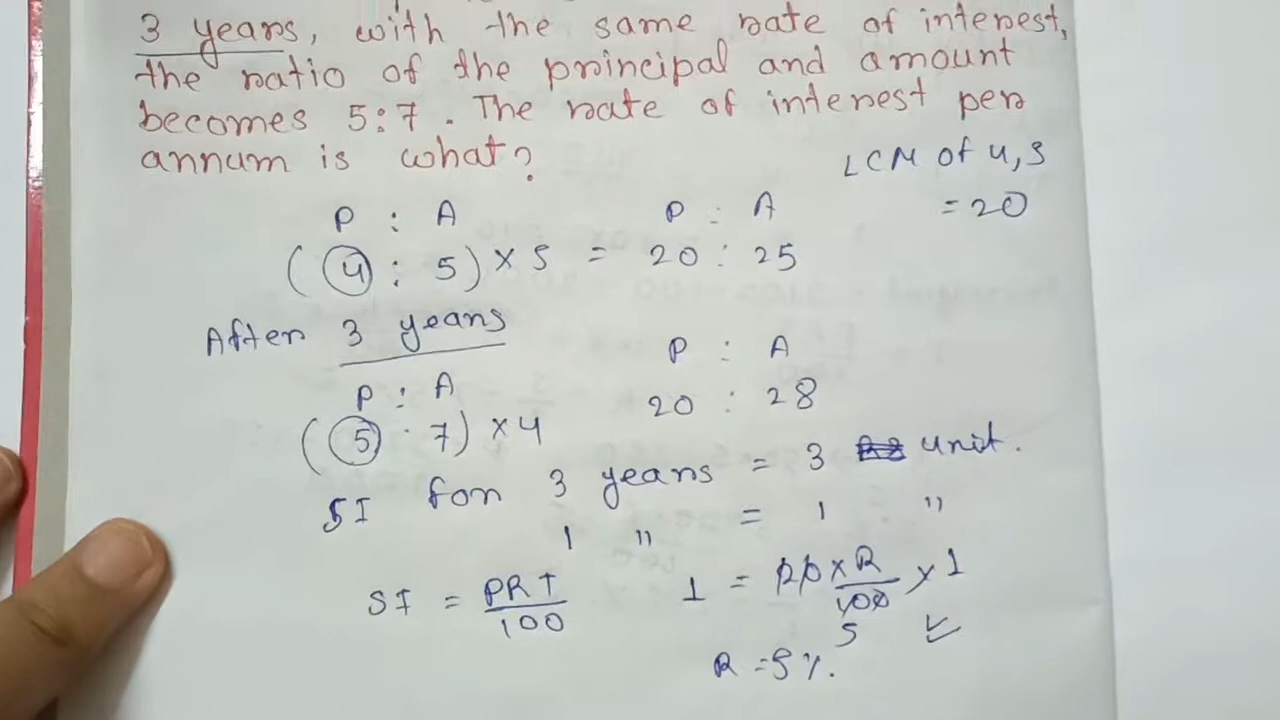 3 years, with the same rate of interest,
the ratio of the principal and amount
becomes 5:7. The rate of interest per
annum is what?
LCM of 4,5
= 20
P : A
P : A
(4 : 5) × 5 = 20 : 25
After 3 years
P : A
P : A
(5 : 7) × 4
20 : 28
SI for 3 years = 3 unit.
1 " = 1 "
SI = PRT/100
1 = 20 × R/100 × 1
5
R = 5%.